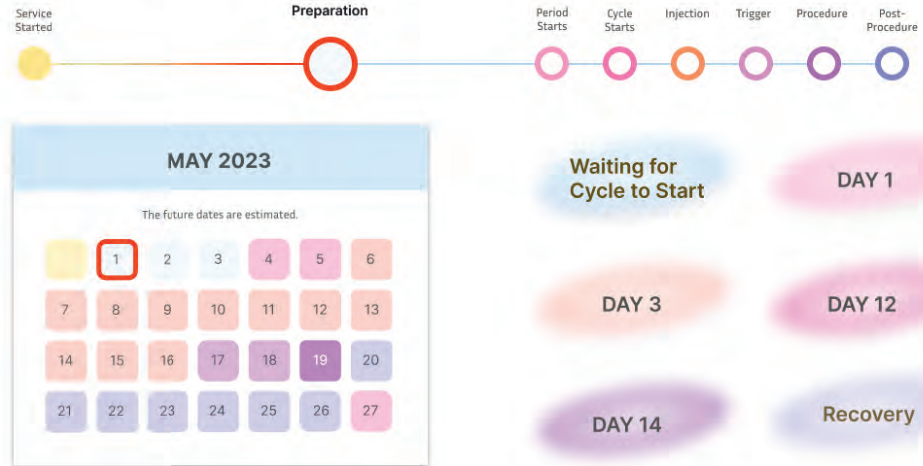 Service
Started
Preparation
Period
Starts
Cycle
Starts
Injection
Trigger
Procedure
Post-
Procedure
MAY 2023
The future dates are estimated.
1 2 3 4 5 6
7 8 9 10 11 12 13
14 15 16 17 18 19 20
21 22 23 24 25 26 27
Waiting for
Cycle to Start
DAY 1
DAY 3
DAY 12
DAY 14
Recovery